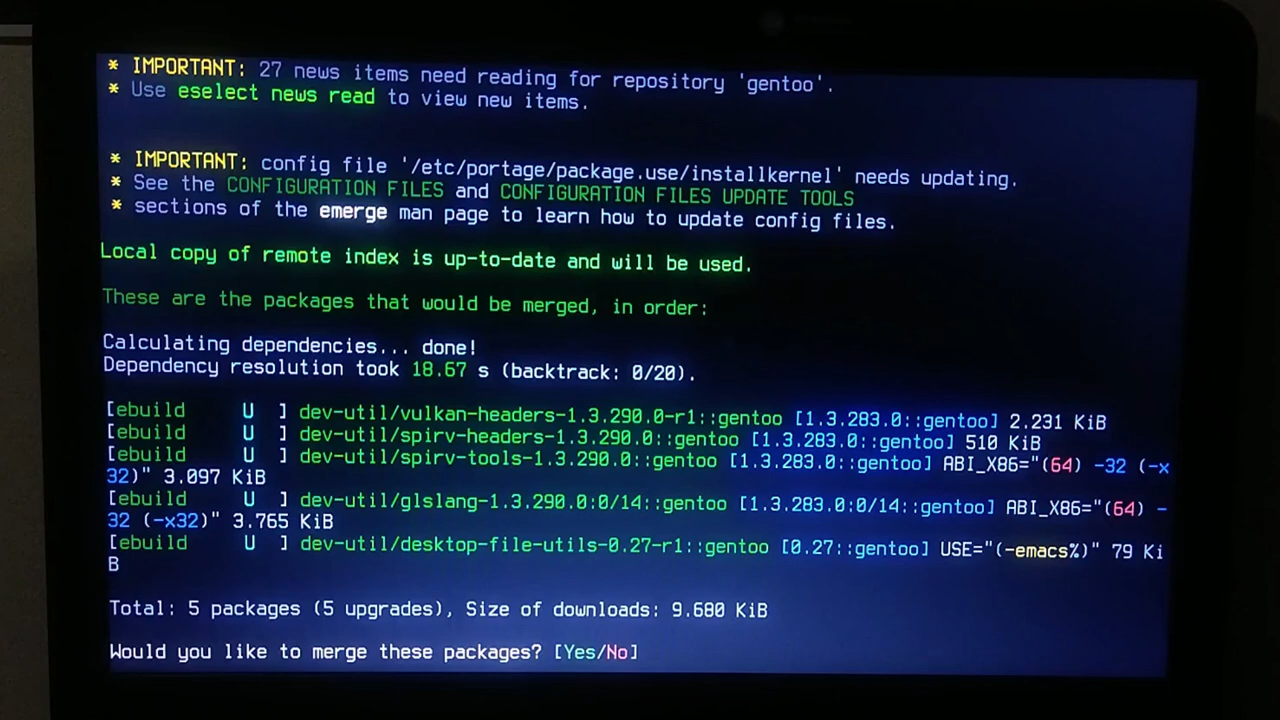 * IMPORTANT: 27 news items need reading for repository 'gentoo'.
* Use eselect news read to view new items.
* IMPORTANT: config file '/etc/portage/package.use/installkernel' needs updating.
* See the CONFIGURATION FILES and CONFIGURATION FILES UPDATE TOOLS
* sections of the emerge man page to learn how to update config files.
Local copy of remote index is up-to-date and will be used.
These are the packages that would be merged, in order:
Calculating dependencies... done!
Dependency resolution took 18.67 s (backtrack: 0/20).
[ebuild     U  ] dev-util/vulkan-headers-1.3.290.0-r1::gentoo [1.3.283.0::gentoo] 2.231 KiB
[ebuild     U  ] dev-util/spirv-headers-1.3.290.0::gentoo [1.3.283.0::gentoo] 510 KiB
[ebuild     U  ] dev-util/spirv-tools-1.3.290.0::gentoo [1.3.283.0::gentoo] ABI_X86="(64) -32 (-x
32)" 3.097 KiB
[ebuild     U  ] dev-util/glslang-1.3.290.0:0/14::gentoo [1.3.283.0:0/14::gentoo] ABI_X86="(64) -
32 (-x32)" 3.765 KiB
[ebuild     U  ] dev-util/desktop-file-utils-0.27-r1::gentoo [0.27::gentoo] USE="(-emacs%)" 79 Ki
B
Total: 5 packages (5 upgrades), Size of downloads: 9.680 KiB
Would you like to merge these packages? [Yes/No]